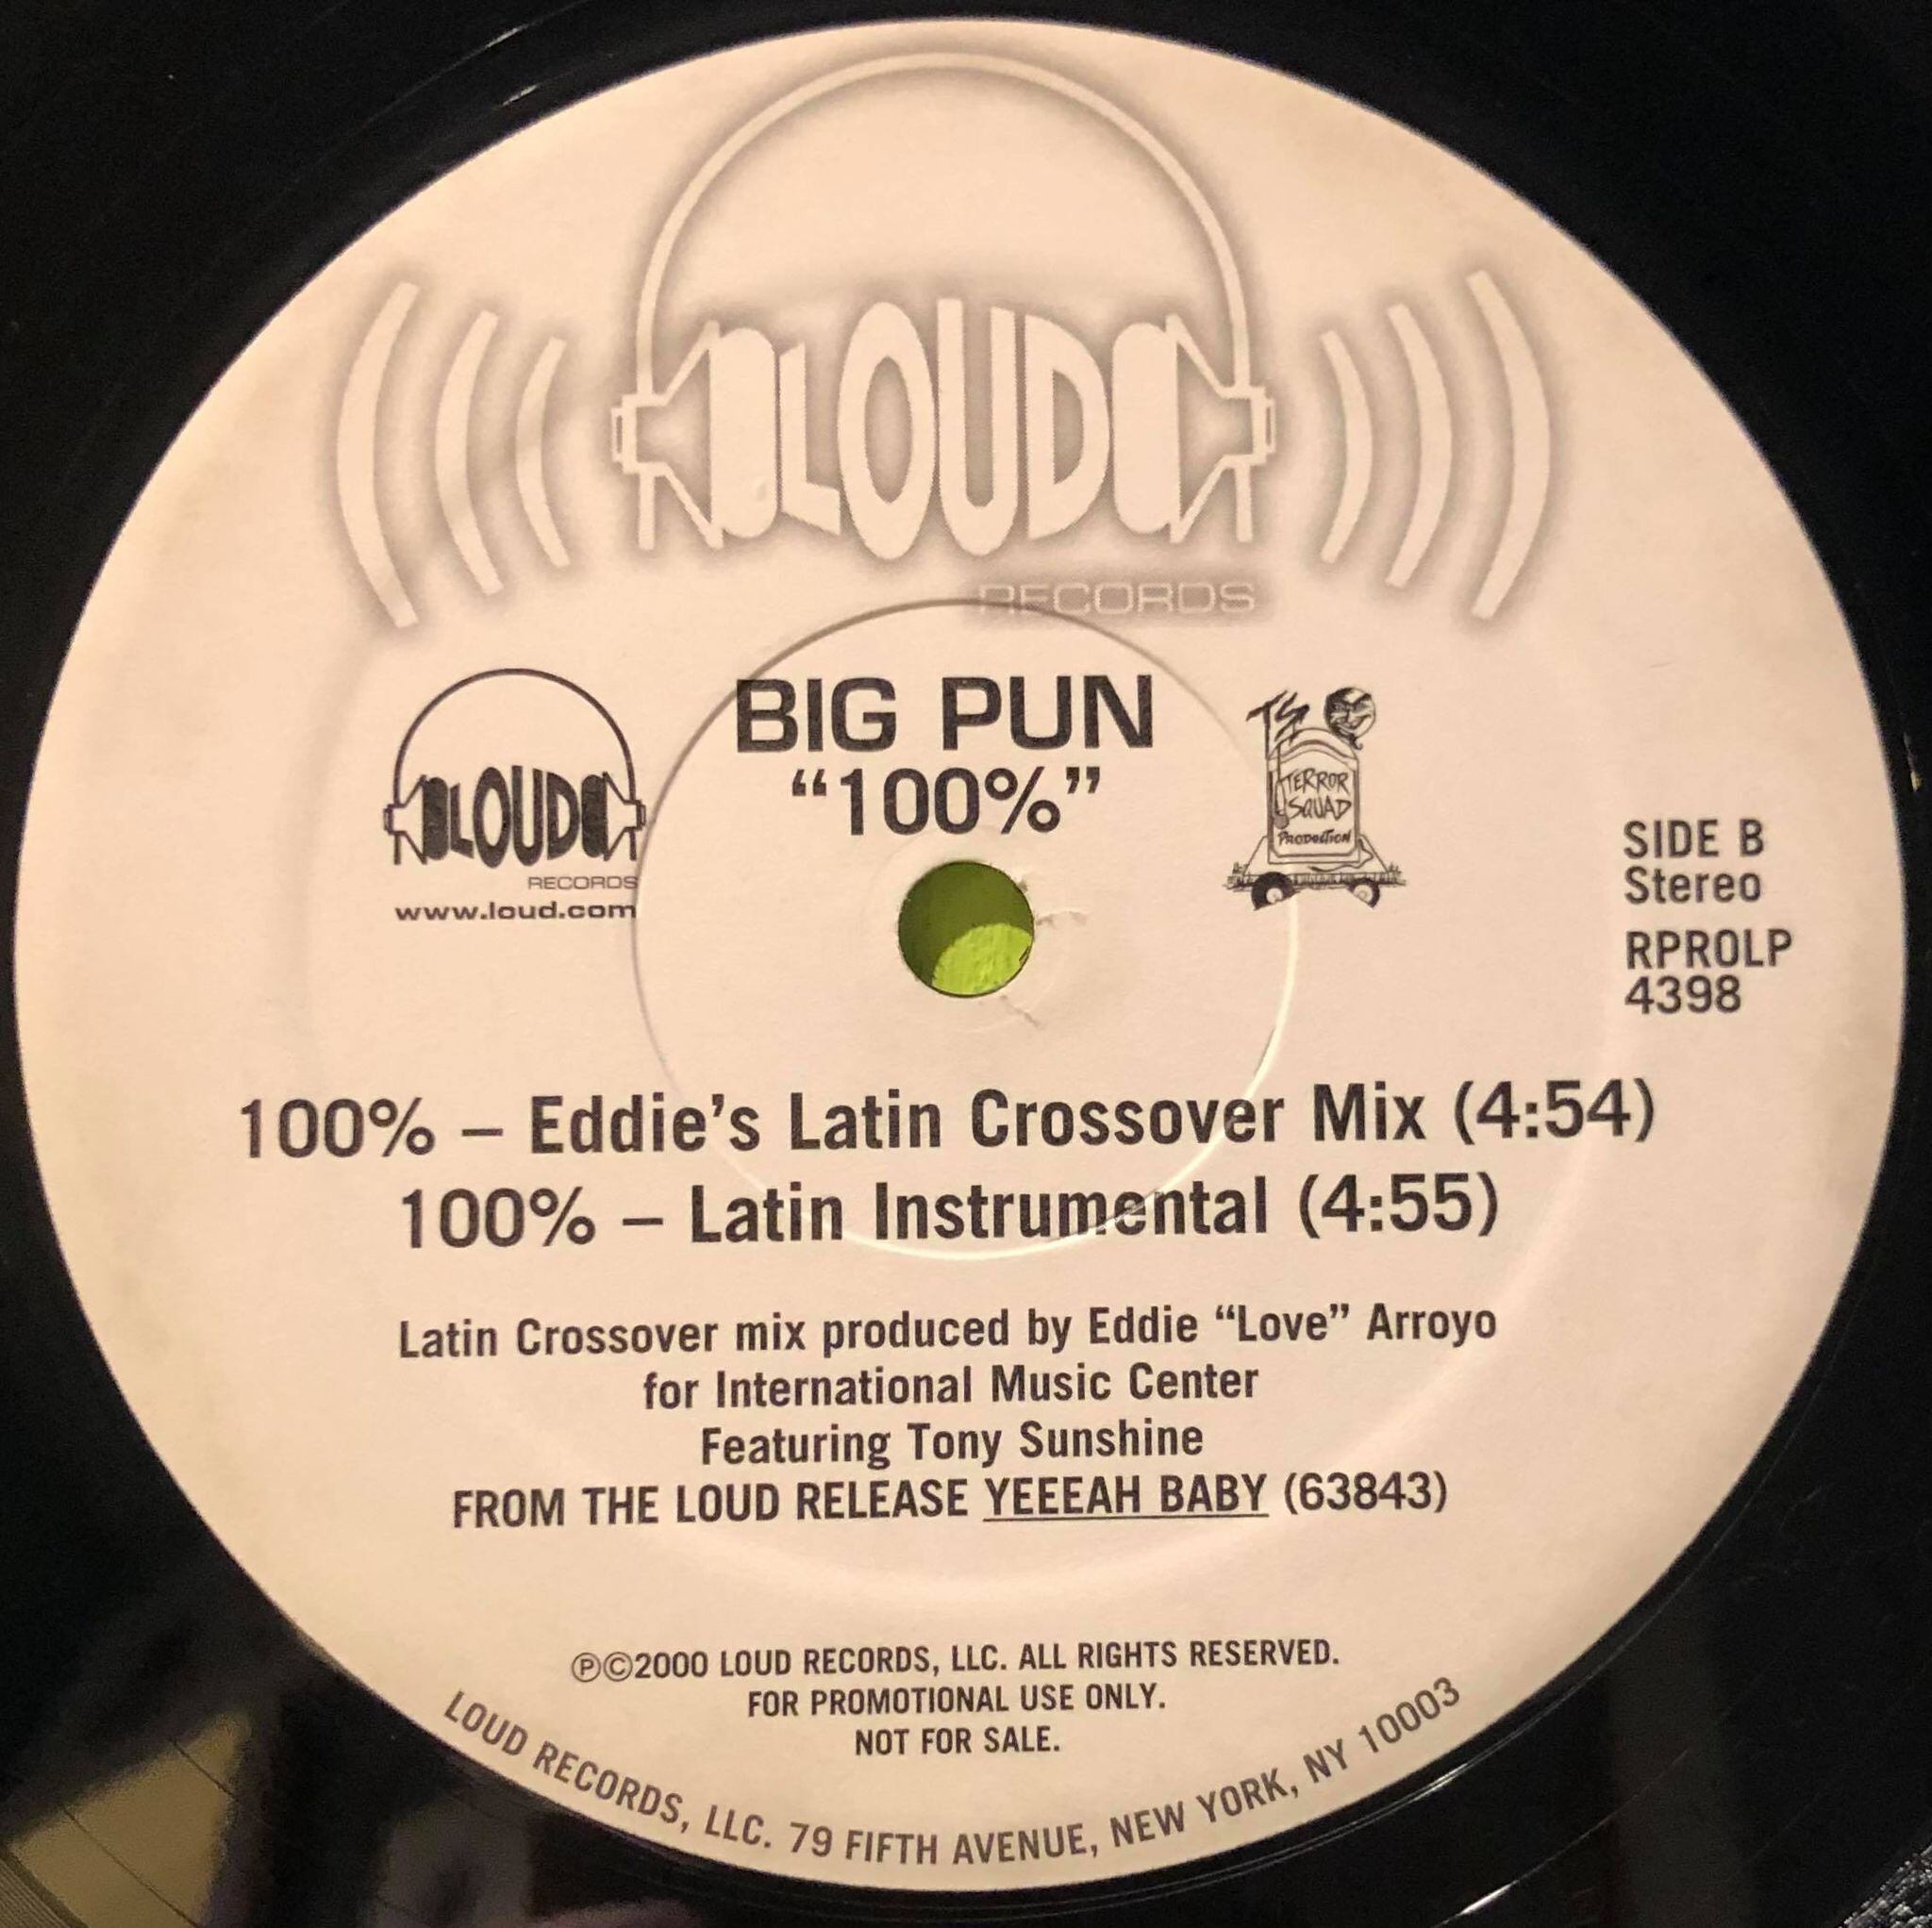 LOUD
RECORDS
BIG PUN
“100%”
LOUD
RECORDS
www.loud.com
TS
TERROR
SQUAD
PRODUCTION
SIDE B
Stereo
RPROLP
4398
100% – Eddie’s Latin Crossover Mix (4:54)
100% – Latin Instrumental (4:55)
Latin Crossover mix produced by Eddie “Love” Arroyo
for International Music Center
Featuring Tony Sunshine
FROM THE LOUD RELEASE YEEEAH BABY (63843)
℗©2000 LOUD RECORDS, LLC. ALL RIGHTS RESERVED.
FOR PROMOTIONAL USE ONLY.
NOT FOR SALE.
LOUD RECORDS, LLC. 79 FIFTH AVENUE, NEW YORK, NY 10003